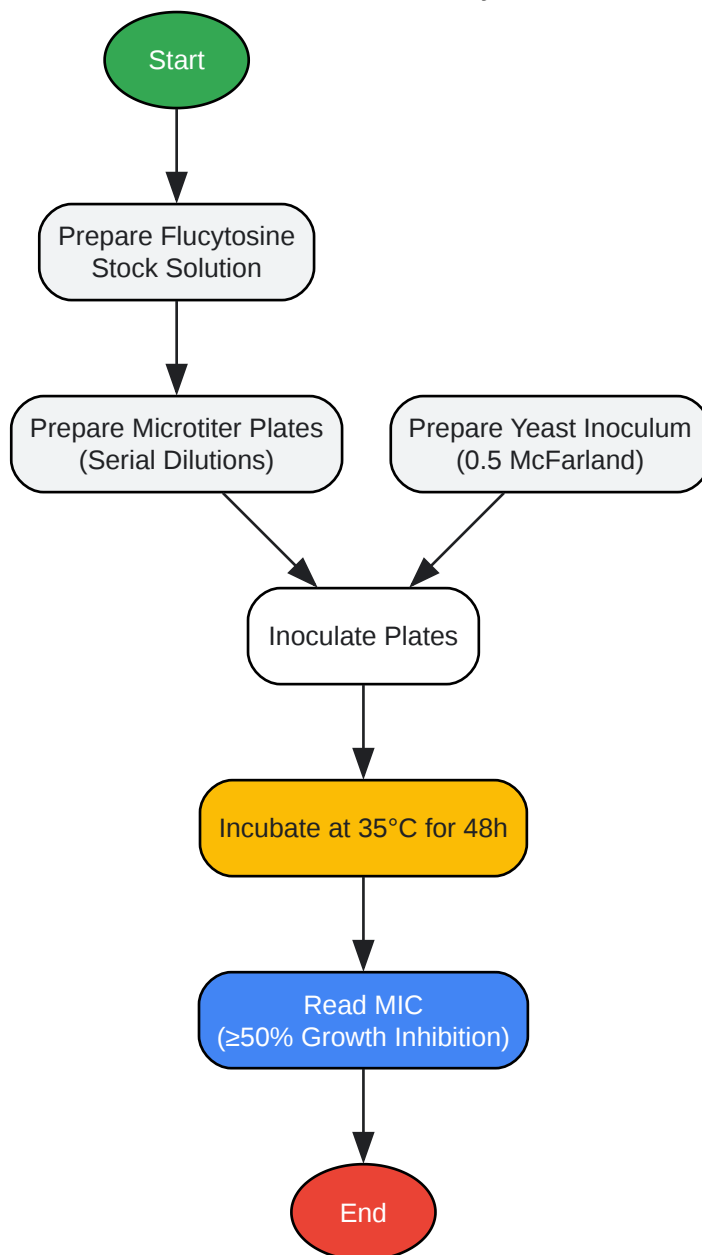 Start
Prepare Flucytosine
Stock Solution
Prepare Microtiter Plates
(Serial Dilutions)
Prepare Yeast Inoculum
(0.5 McFarland)
Inoculate Plates
Incubate at 35°C for 48h
Read MIC
(≥50% Growth Inhibition)
End